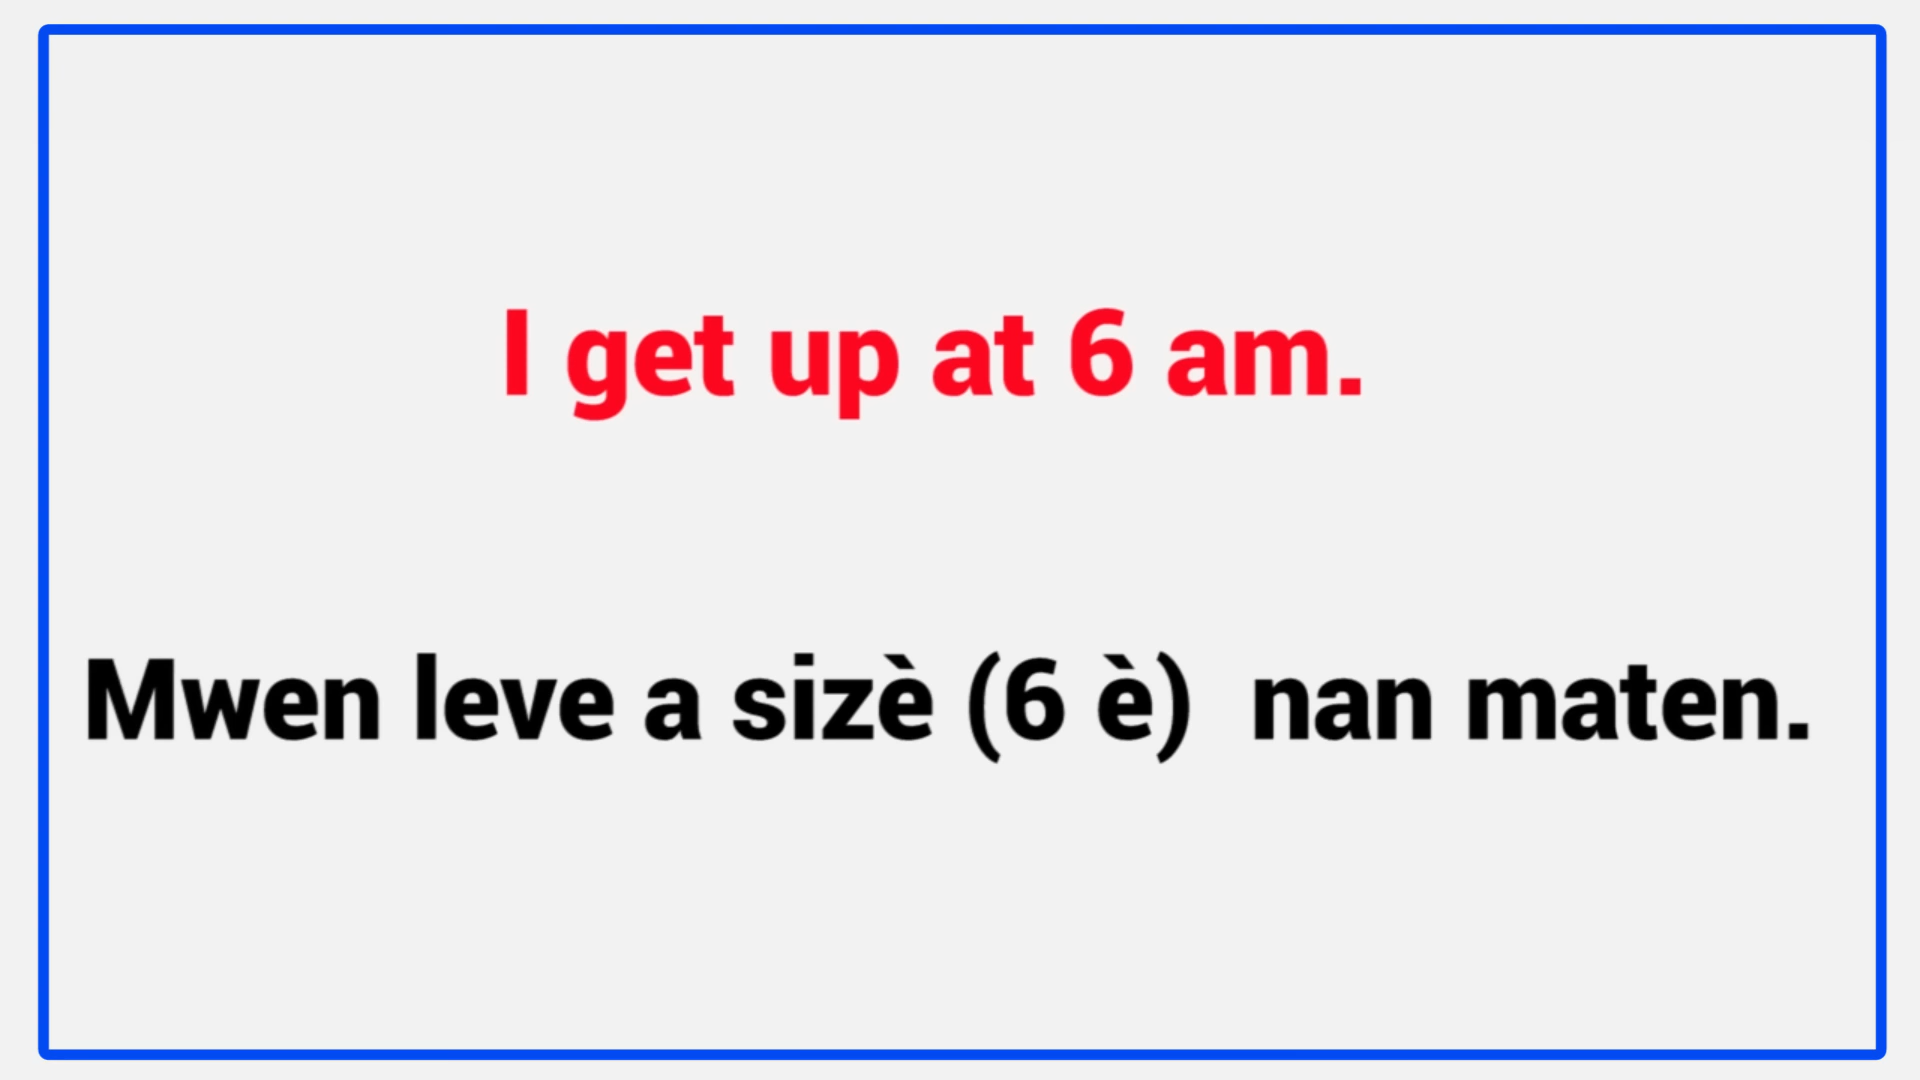 I get up at 6 am.
Mwen leve a sizè (6 è)  nan maten.